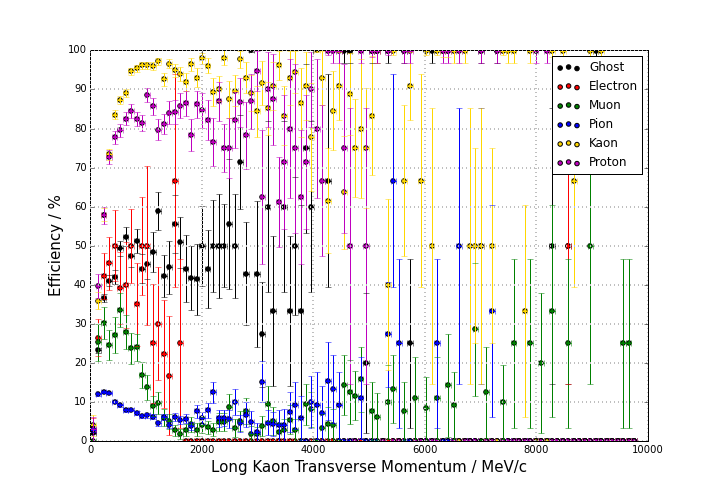 100
90
80
70
60
50
40
30
20
10
0
Efficiency / %
Ghost
Electron
Muon
Pion
Kaon
Proton
0 2000 4000 6000 8000 10000
Long Kaon Transverse Momentum / MeV/c